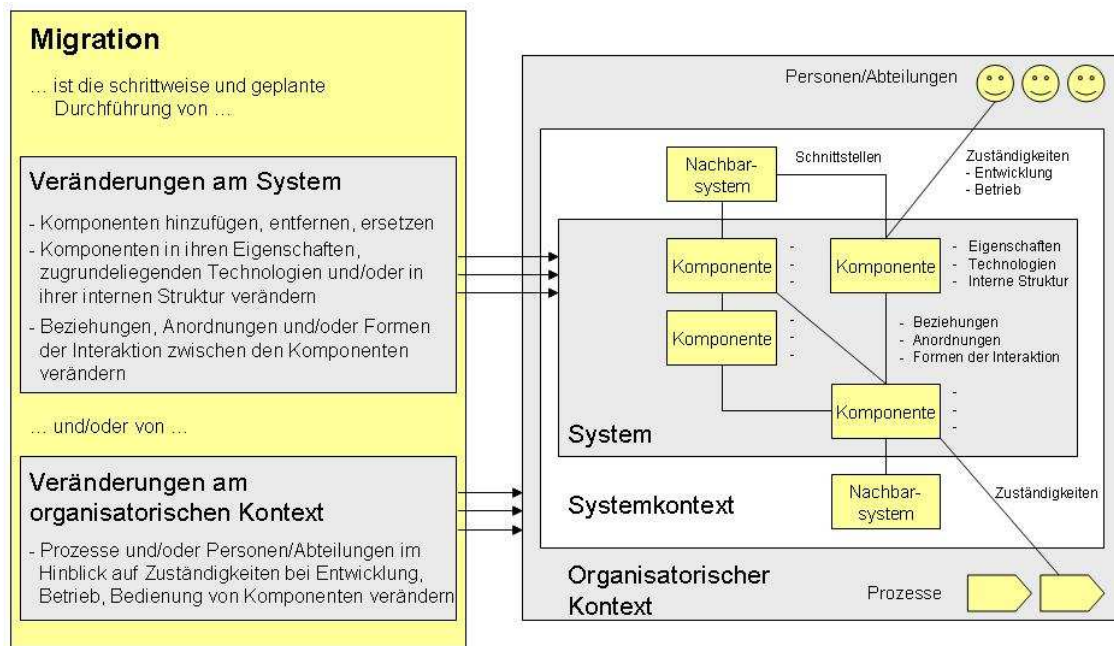 Migration
… ist die schrittweise und geplante
Durchführung von …
Veränderungen am System
- Komponenten hinzufügen, entfernen, ersetzen
- Komponenten in ihren Eigenschaften,
zugrundeliegenden Technologien und/oder in
ihrer internen Struktur verändern
- Beziehungen, Anordnungen und/oder Formen
der Interaktion zwischen den Komponenten
verändern
… und/oder von …
Veränderungen am
organisatorischen Kontext
- Prozesse und/oder Personen/Abteilungen im
Hinblick auf Zuständigkeiten bei Entwicklung,
Betrieb, Bedienung von Komponenten verändern
Personen/Abteilungen
Nachbar-
system
Schnittstellen
Zuständigkeiten
- Entwicklung
- Betrieb
Komponente
-
-
-
Komponente
- Eigenschaften
- Technologien
- Interne Struktur
Komponente
-
-
-
- Beziehungen
- Anordnungen
- Formen der Interaktion
Komponente
-
-
-
System
Nachbar-
system
Systemkontext
Zuständigkeiten
Organisatorischer
Kontext
Prozesse